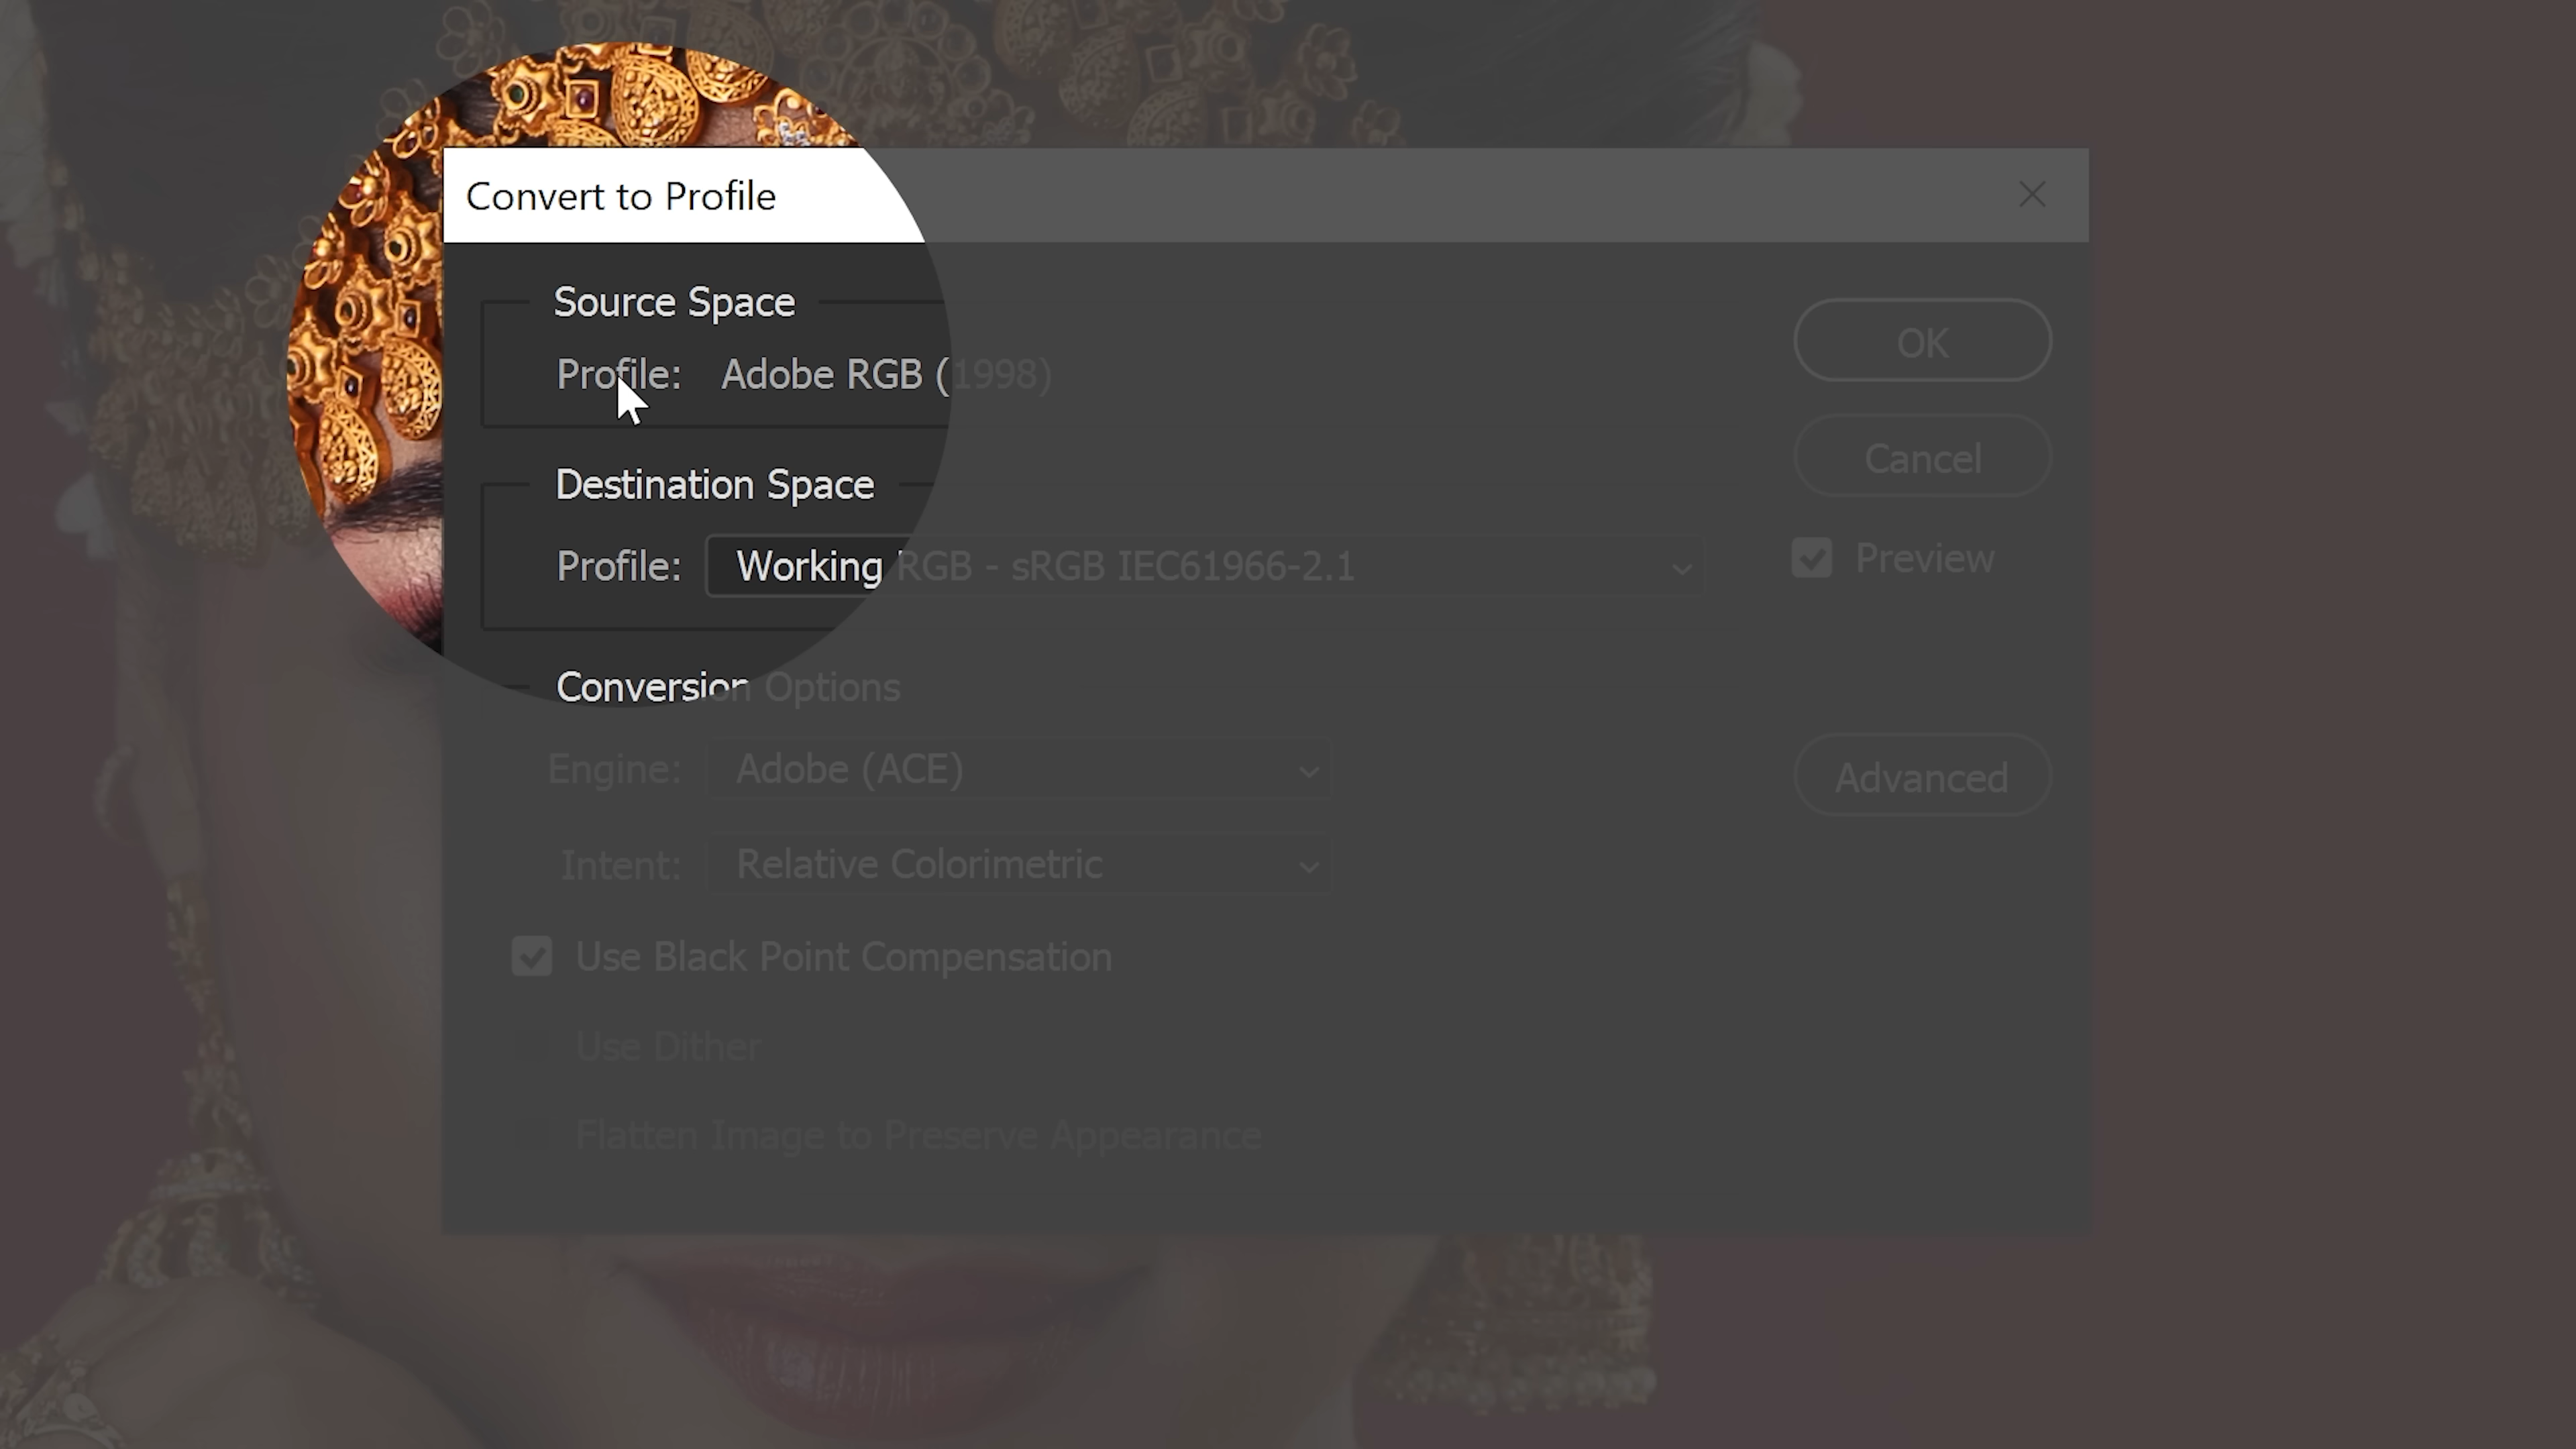 Convert to Profile
Source Space
Profile: Adobe RGB (1998)
Destination Space
Profile: Working RGB - sRGB IEC61966-2.1
Conversion Options
Engine: Adobe (ACE)
Intent: Relative Colorimetric
Use Black Point Compensation
Use Dither
Flatten Image to Preserve Appearance
OK
Cancel
Preview
Advanced